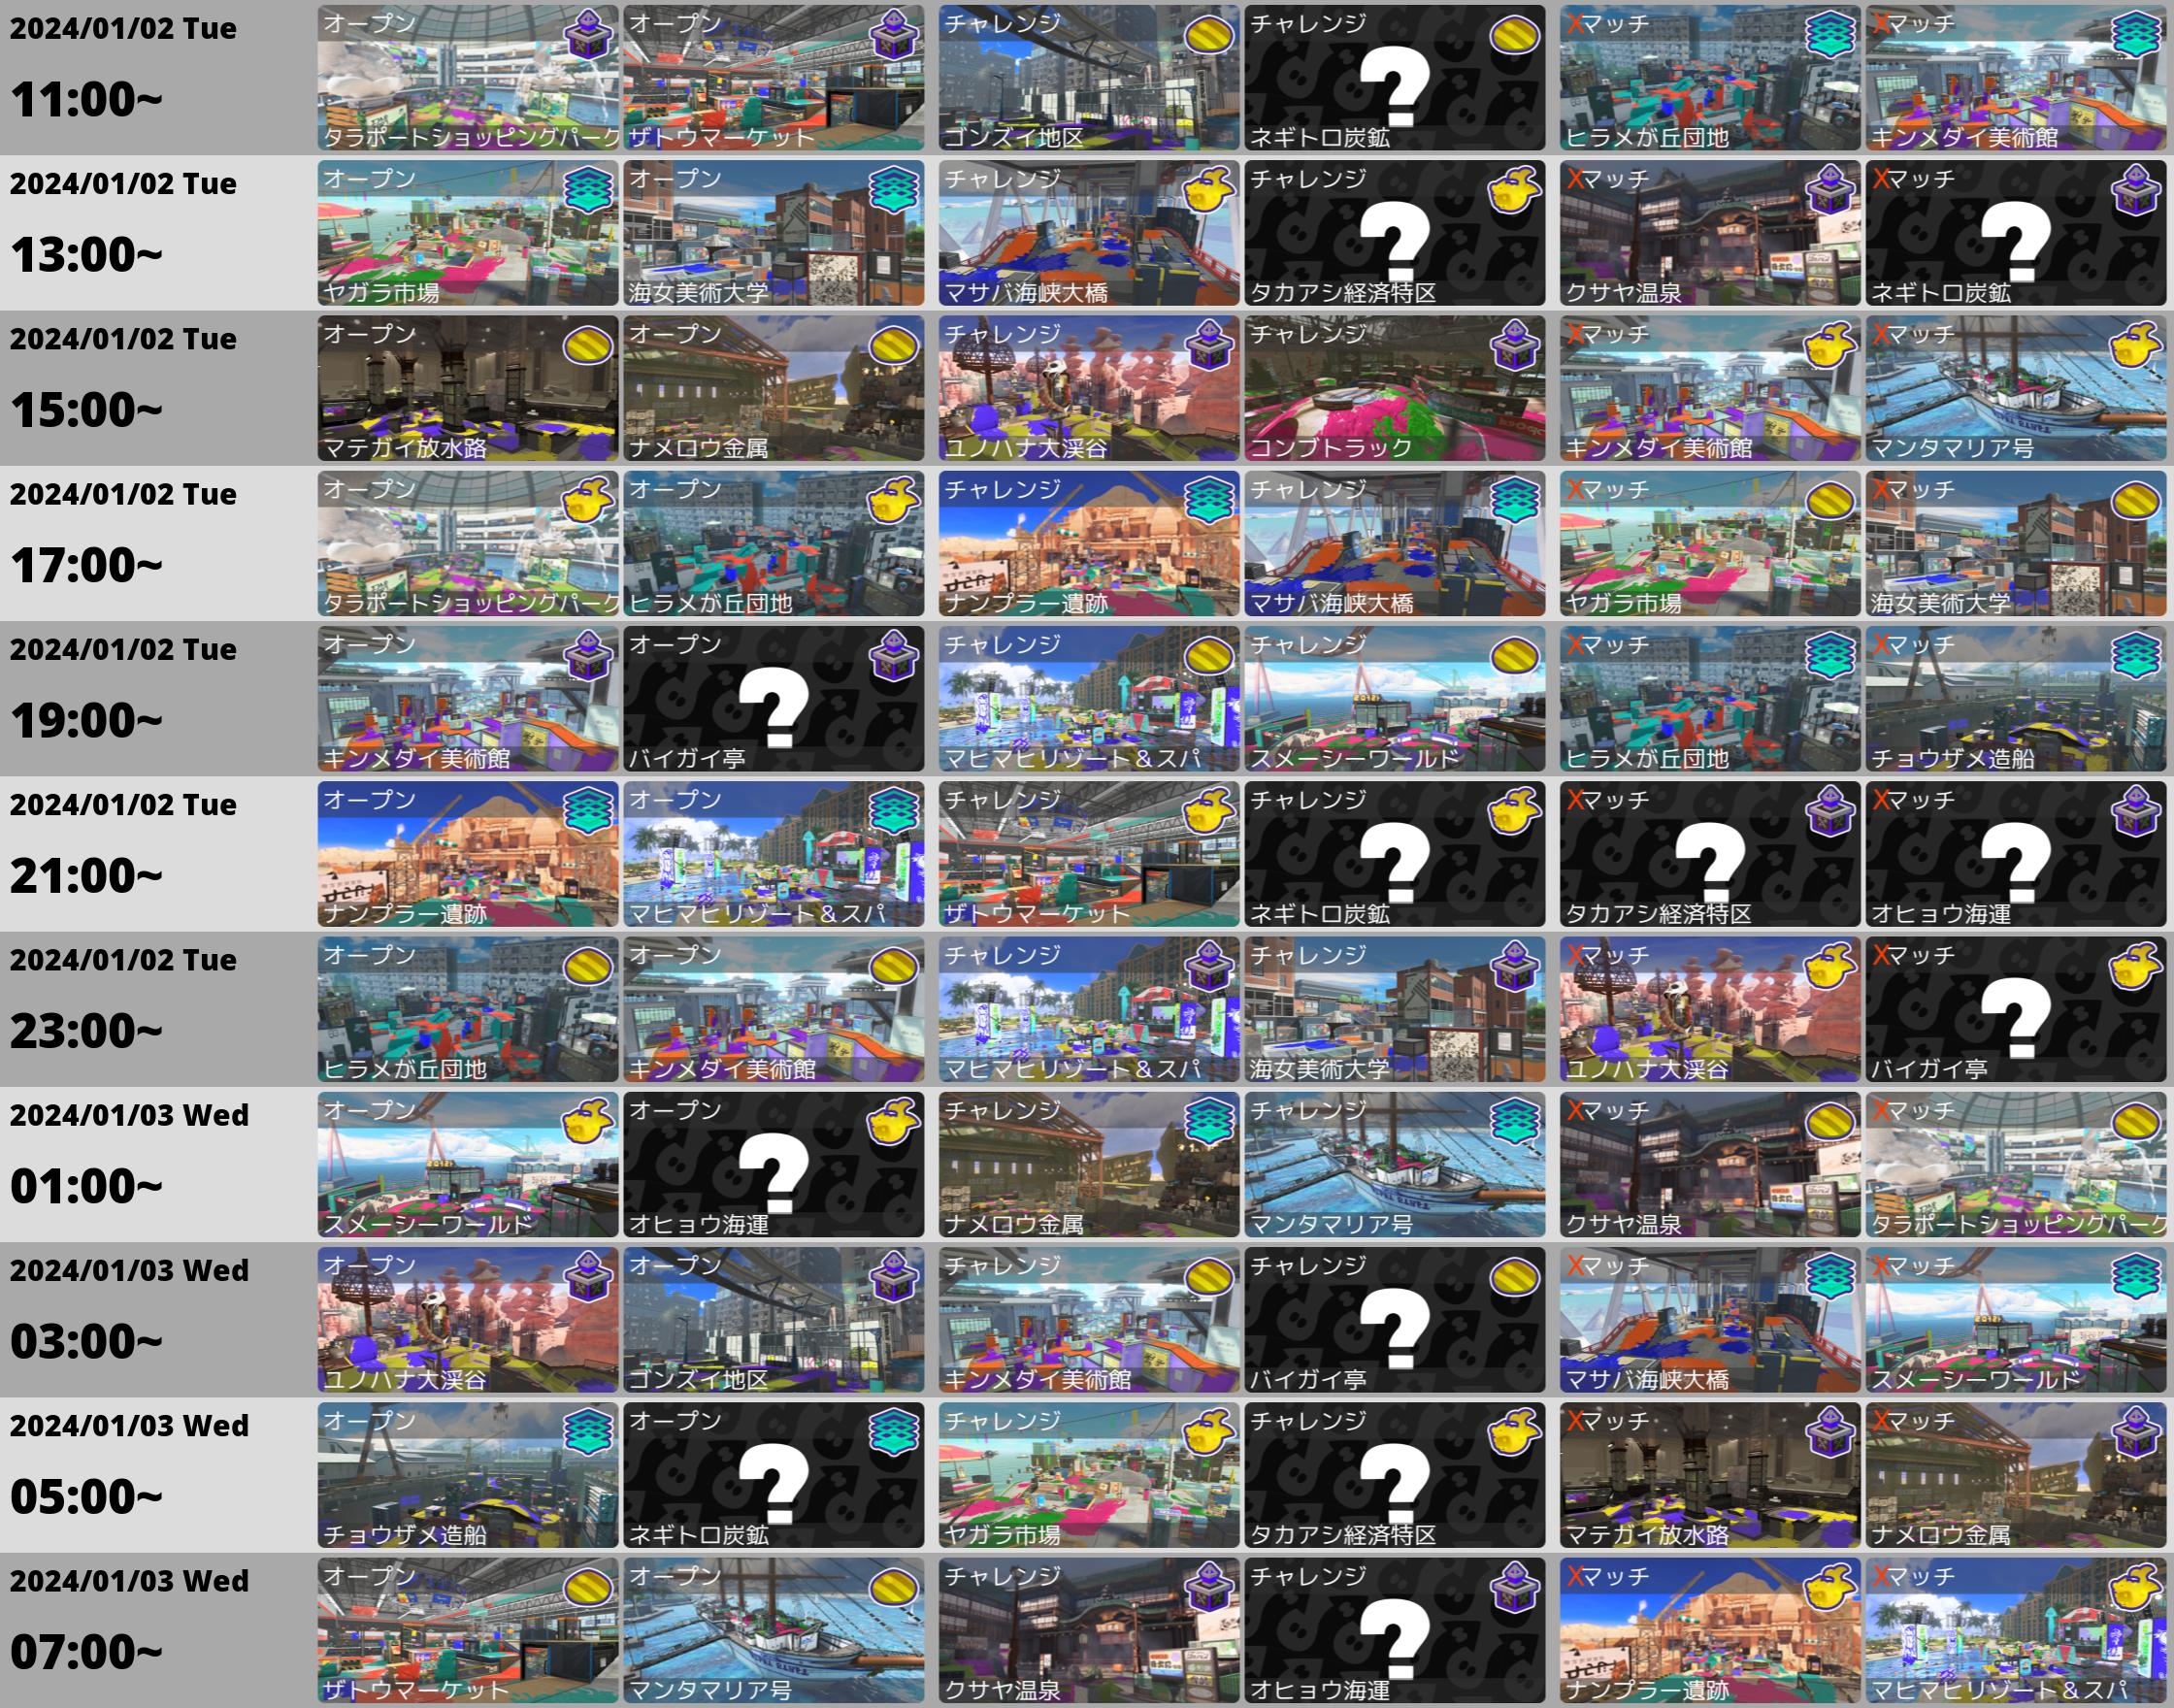 2024/01/02 Tue
11:00~
オープン
タラポートショッピングパーク
オープン
ザトウマーケット
チャレンジ
ゴンズイ地区
チャレンジ
?
ネギトロ炭鉱
Xマッチ
ヒラメが丘団地
Xマッチ
キンメダイ美術館
2024/01/02 Tue
13:00~
オープン
ヤガラ市場
オープン
海女美術大学
チャレンジ
マサバ海峡大橋
チャレンジ
?
タカアシ経済特区
Xマッチ
クサヤ温泉
Xマッチ
?
ネギトロ炭鉱
2024/01/02 Tue
15:00~
オープン
マテガイ放水路
オープン
ナメロウ金属
チャレンジ
ユノハナ大渓谷
チャレンジ
コンブトラック
Xマッチ
キンメダイ美術館
Xマッチ
マンタマリア号
2024/01/02 Tue
17:00~
オープン
タラポートショッピングパーク
オープン
ヒラメが丘団地
チャレンジ
ナンプラー遺跡
チャレンジ
マサバ海峡大橋
Xマッチ
ヤガラ市場
Xマッチ
海女美術大学
2024/01/02 Tue
19:00~
オープン
キンメダイ美術館
オープン
?
バイガイ亭
チャレンジ
マヒマヒリゾート＆スパ
チャレンジ
スメーシーワールド
Xマッチ
ヒラメが丘団地
Xマッチ
チョウザメ造船
2024/01/02 Tue
21:00~
オープン
ナンプラー遺跡
オープン
マヒマヒリゾート＆スパ
チャレンジ
ザトウマーケット
チャレンジ
?
ネギトロ炭鉱
Xマッチ
?
タカアシ経済特区
Xマッチ
?
オヒョウ海運
2024/01/02 Tue
23:00~
オープン
ヒラメが丘団地
オープン
キンメダイ美術館
チャレンジ
マヒマヒリゾート＆スパ
チャレンジ
海女美術大学
Xマッチ
ユノハナ大渓谷
Xマッチ
?
バイガイ亭
2024/01/03 Wed
01:00~
オープン
スメーシーワールド
オープン
?
オヒョウ海運
チャレンジ
ナメロウ金属
チャレンジ
マンタマリア号
Xマッチ
クサヤ温泉
Xマッチ
タラポートショッピングパーク
2024/01/03 Wed
03:00~
オープン
ユノハナ大渓谷
オープン
ゴンズイ地区
チャレンジ
キンメダイ美術館
チャレンジ
?
バイガイ亭
Xマッチ
マサバ海峡大橋
Xマッチ
スメーシーワールド
2024/01/03 Wed
05:00~
オープン
チョウザメ造船
オープン
?
ネギトロ炭鉱
チャレンジ
ヤガラ市場
チャレンジ
?
タカアシ経済特区
Xマッチ
マテガイ放水路
Xマッチ
ナメロウ金属
2024/01/03 Wed
07:00~
オープン
ザトウマーケット
オープン
マンタマリア号
チャレンジ
クサヤ温泉
チャレンジ
?
オヒョウ海運
Xマッチ
ナンプラー遺跡
Xマッチ
マヒマヒリゾート＆スパ